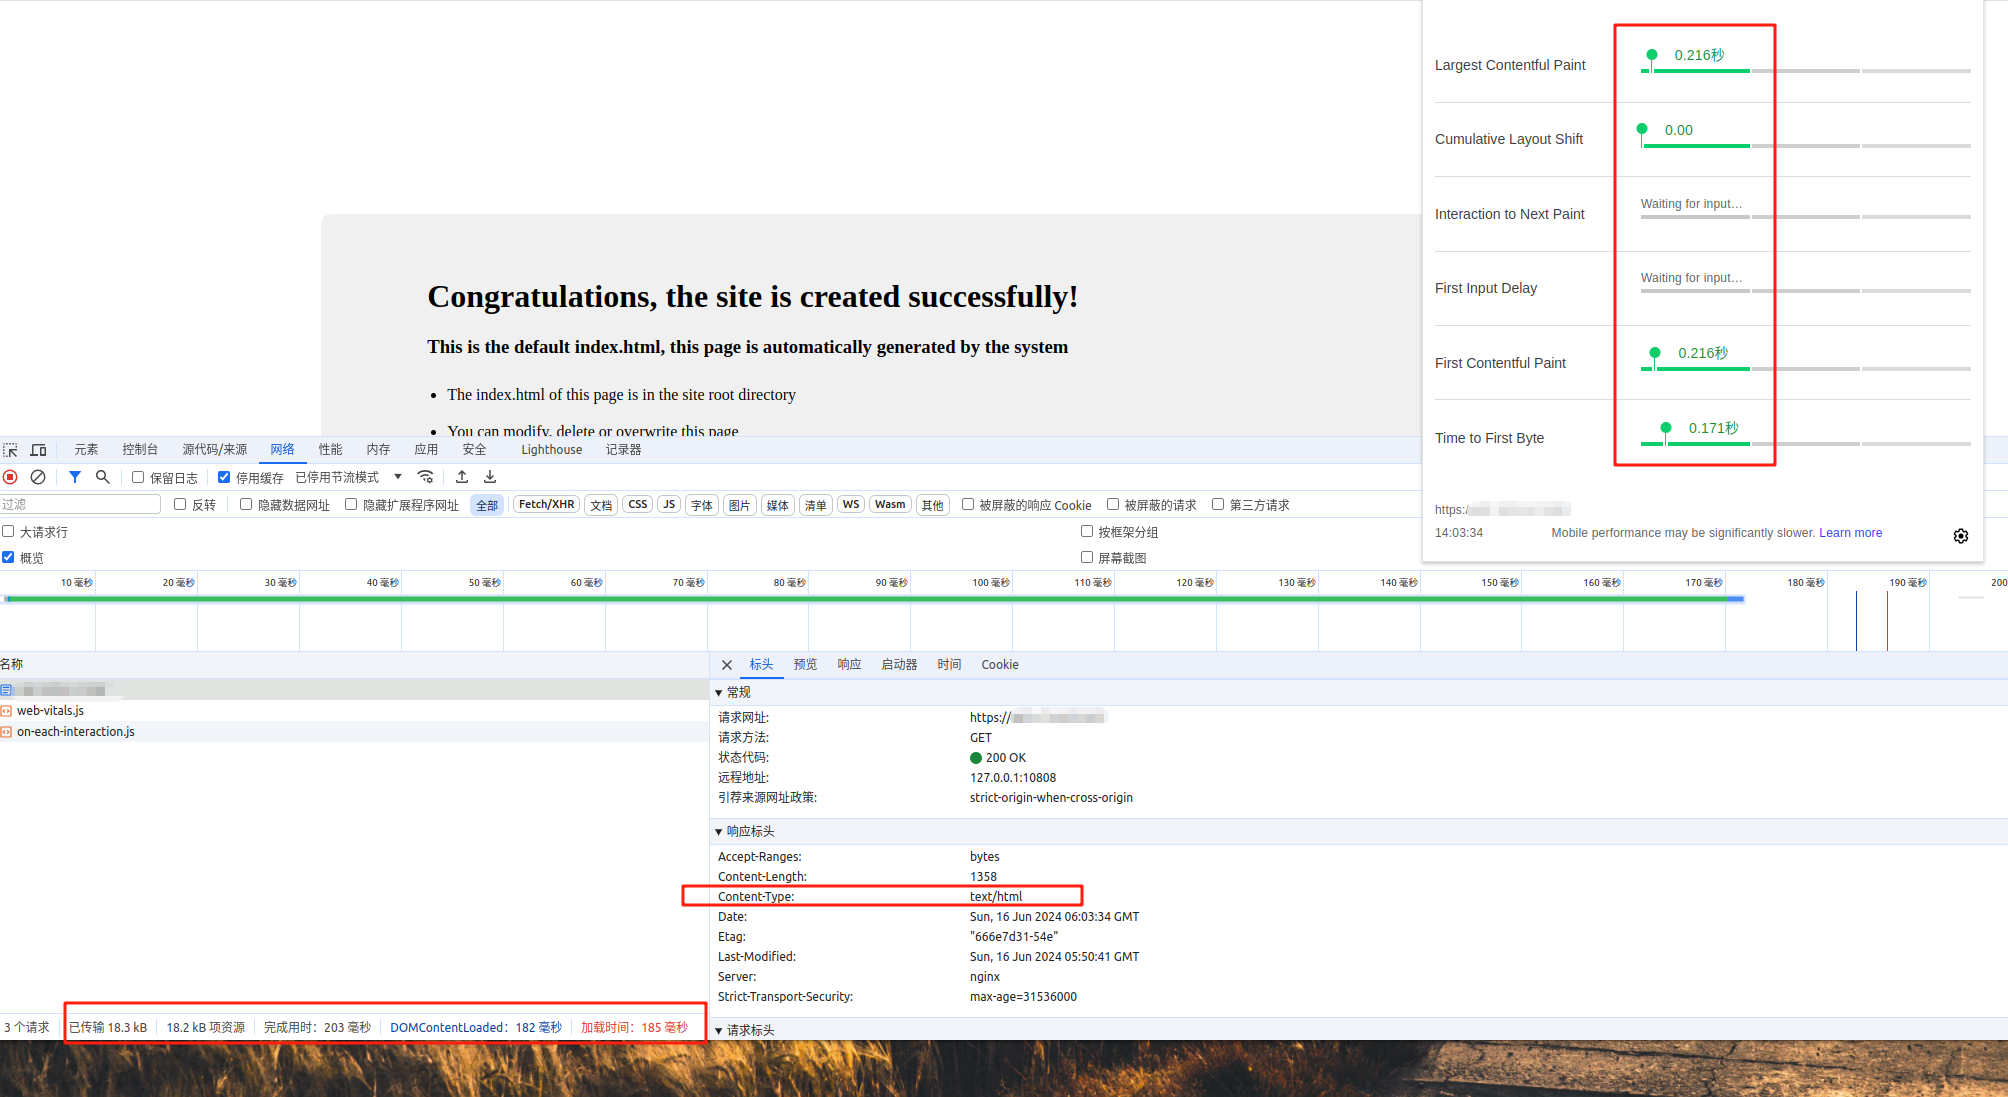 Largest Contentful Paint
0.216秒
Cumulative Layout Shift
0.00
Interaction to Next Paint
Waiting for input…
First Input Delay
Waiting for input…
First Contentful Paint
0.216秒
Time to First Byte
0.171秒
https:/
14:03:34
Mobile performance may be significantly slower. Learn more
Congratulations, the site is created successfully!
This is the default index.html, this page is automatically generated by the system
• The index.html of this page is in the site root directory
• You can modify, delete or overwrite this page
元素 控制台 源代码/来源 网络 性能 内存 应用 安全 Lighthouse 记录器
保留日志 停用缓存 已停用节流模式
过滤 反转 隐藏数据网址 隐藏扩展程序网址 全部 Fetch/XHR 文档 CSS JS 字体 图片 媒体 清单 WS Wasm 其他 被屏蔽的响应 Cookie 被屏蔽的请求 第三方请求
大请求行 按框架分组
概览 屏幕截图
10 毫秒 20 毫秒 30 毫秒 40 毫秒 50 毫秒 60 毫秒 70 毫秒 80 毫秒 90 毫秒 100 毫秒 110 毫秒 120 毫秒 130 毫秒 140 毫秒 150 毫秒 160 毫秒 170 毫秒 180 毫秒 190 毫秒 200
名称
web-vitals.js
on-each-interaction.js
标头 预览 响应 启动器 时间 Cookie
常规
请求网址: https://
请求方法: GET
状态代码: 200 OK
远程地址: 127.0.0.1:10808
引荐来源网址政策: strict-origin-when-cross-origin
响应标头
Accept-Ranges: bytes
Content-Length: 1358
Content-Type: text/html
Date: Sun, 16 Jun 2024 06:03:34 GMT
Etag: "666e7d31-54e"
Last-Modified: Sun, 16 Jun 2024 05:50:41 GMT
Server: nginx
Strict-Transport-Security: max-age=31536000
请求标头
3 个请求 已传输 18.3 kB 18.2 kB 项资源 完成用时：203 毫秒 DOMContentLoaded：182 毫秒 加载时间：185 毫秒